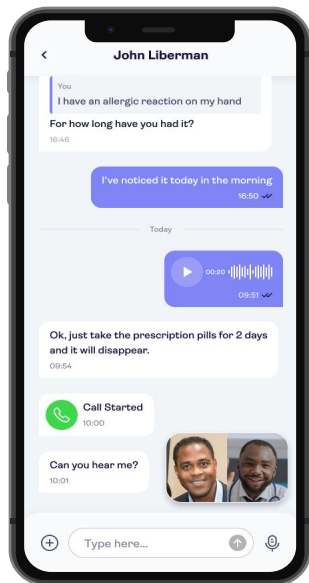 John Liberman
You
I have an allergic reaction on my hand
For how long have you had it?
16:46
I've noticed it today in the morning
16:50
Today
00:20
09:51
Ok, just take the prescription pills for 2 days
and it will disappear.
09:54
Call Started
10:00
Can you hear me?
10:01
Type here...